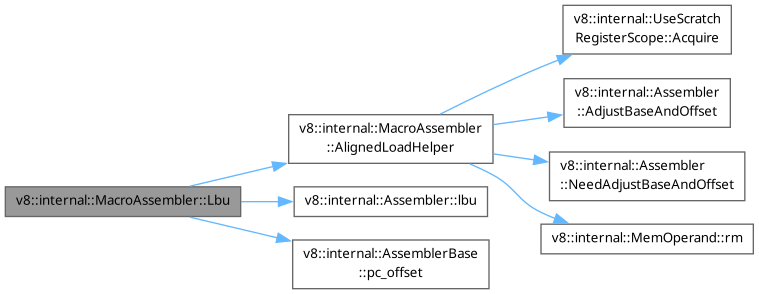 v8::internal::MacroAssembler::Lbu
v8::internal::MacroAssembler
::AlignedLoadHelper
v8::internal::Assembler::lbu
v8::internal::AssemblerBase
::pc_offset
v8::internal::UseScratch
RegisterScope::Acquire
v8::internal::Assembler
::AdjustBaseAndOffset
v8::internal::Assembler
::NeedAdjustBaseAndOffset
v8::internal::MemOperand::rm